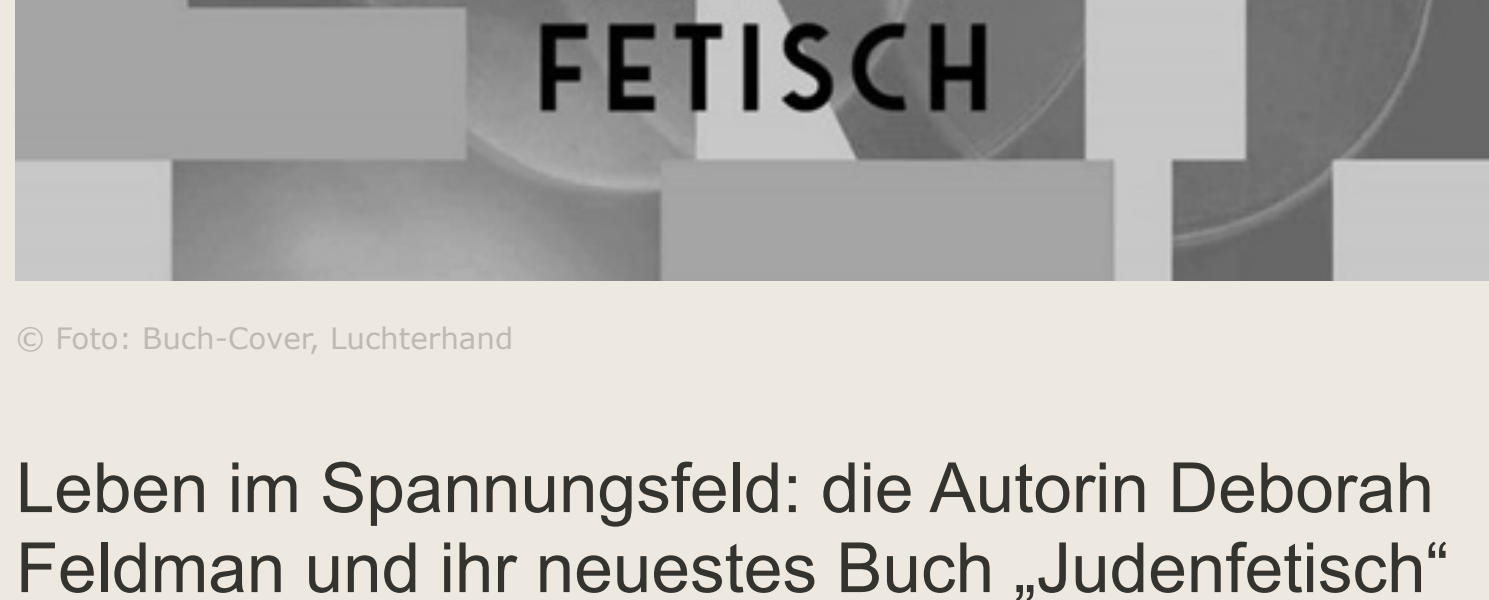 FETISCH
© Foto: Buch-Cover, Luchterhand
Leben im Spannungsfeld: die Autorin Deborah
Feldman und ihr neuestes Buch „Judenfetisch“